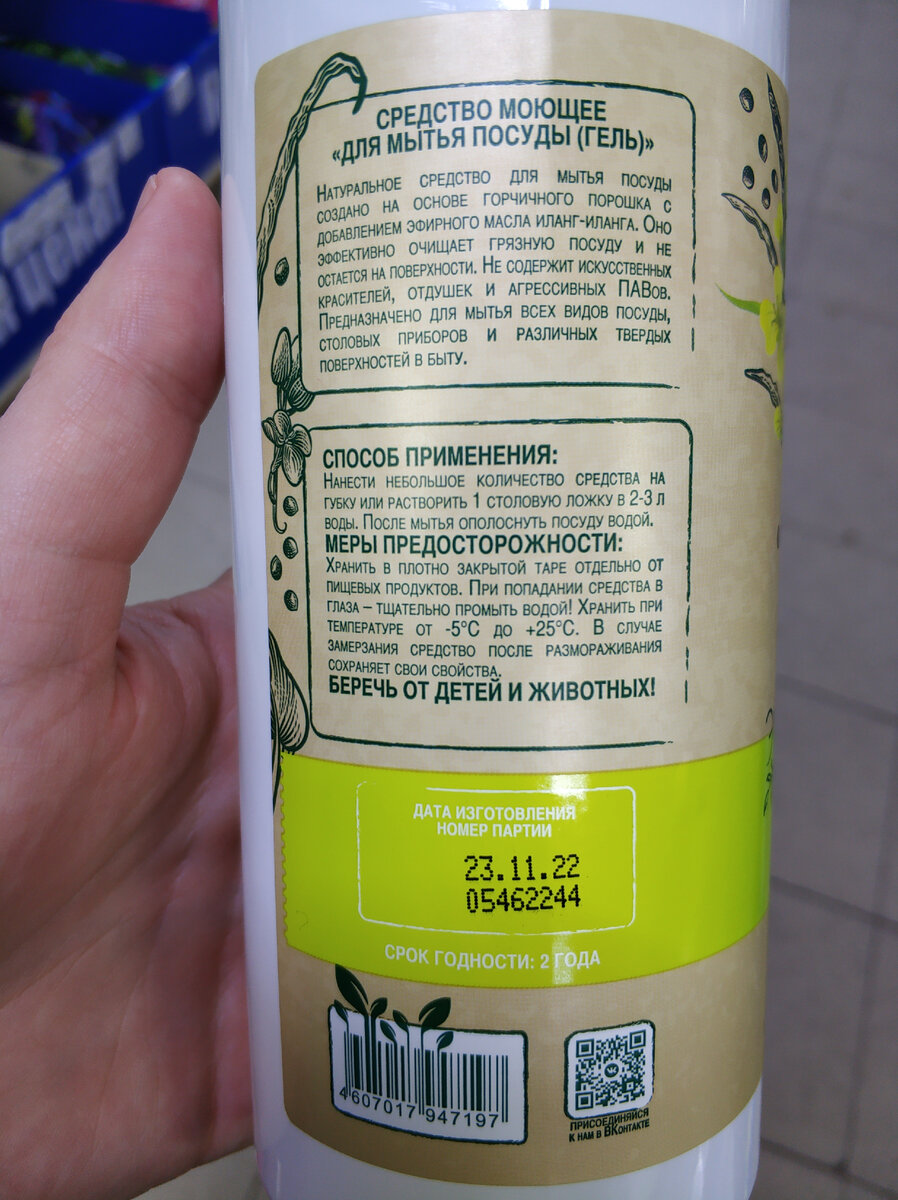 СРЕДСТВО МОЮЩЕЕ
«ДЛЯ МЫТЬЯ ПОСУДЫ (ГЕЛЬ)»
НАТУРАЛЬНОЕ СРЕДСТВО ДЛЯ МЫТЬЯ ПОСУДЫ
СОЗДАНО НА ОСНОВЕ ГОРЧИЧНОГО ПОРОШКА С
ДОБАВЛЕНИЕМ ЭФИРНОГО МАСЛА ИЛАНГ-ИЛАНГА. ОНО
ЭФФЕКТИВНО ОЧИЩАЕТ ГРЯЗНУЮ ПОСУДУ И НЕ
ОСТАЕТСЯ НА ПОВЕРХНОСТИ. НЕ СОДЕРЖИТ ИСКУССТВЕННЫХ
КРАСИТЕЛЕЙ, ОТДУШЕК И АГРЕССИВНЫХ ПАВОВ.
ПРЕДНАЗНАЧЕНО ДЛЯ МЫТЬЯ ВСЕХ ВИДОВ ПОСУДЫ,
СТОЛОВЫХ ПРИБОРОВ И РАЗЛИЧНЫХ ТВЕРДЫХ
ПОВЕРХНОСТЕЙ В БЫТУ.
СПОСОБ ПРИМЕНЕНИЯ:
НАНЕСТИ НЕБОЛЬШОЕ КОЛИЧЕСТВО СРЕДСТВА НА
ГУБКУ ИЛИ РАСТВОРИТЬ 1 СТОЛОВУЮ ЛОЖКУ В 2-3 Л
ВОДЫ. ПОСЛЕ МЫТЬЯ ОПОЛОСНУТЬ ПОСУДУ ВОДОЙ.
МЕРЫ ПРЕДОСТОРОЖНОСТИ:
ХРАНИТЬ В ПЛОТНО ЗАКРЫТОЙ ТАРЕ ОТДЕЛЬНО ОТ
ПИЩЕВЫХ ПРОДУКТОВ. ПРИ ПОПАДАНИИ СРЕДСТВА В
ГЛАЗА – ТЩАТЕЛЬНО ПРОМЫТЬ ВОДОЙ! ХРАНИТЬ ПРИ
ТЕМПЕРАТУРЕ ОТ -5°С ДО +25°С. В СЛУЧАЕ
ЗАМЕРЗАНИЯ СРЕДСТВО ПОСЛЕ РАЗМОРАЖИВАНИЯ
СОХРАНЯЕТ СВОИ СВОЙСТВА.
БЕРЕЧЬ ОТ ДЕТЕЙ И ЖИВОТНЫХ!
ДАТА ИЗГОТОВЛЕНИЯ
НОМЕР ПАРТИИ
23.11.22
05462244
СРОК ГОДНОСТИ: 2 ГОДА
4 607017 947197
ПРИСОЕДИНЯЙСЯ
К НАМ В ВКОНТАКТЕ